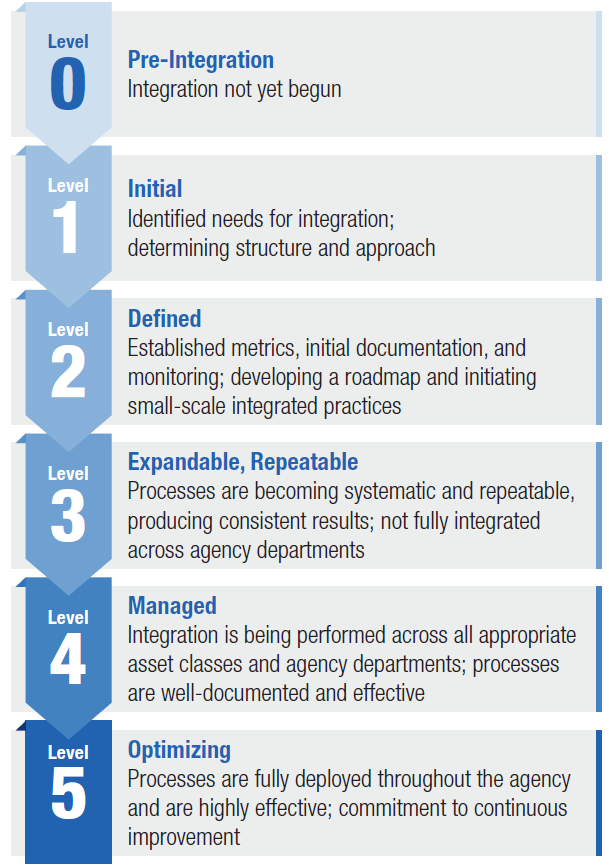 Level
0
Pre-Integration
Integration not yet begun
Level
1
Initial
Identified needs for integration;
determining structure and approach
Level
2
Defined
Established metrics, initial documentation, and
monitoring; developing a roadmap and initiating
small-scale integrated practices
Level
3
Expandable, Repeatable
Processes are becoming systematic and repeatable,
producing consistent results; not fully integrated
across agency departments
Level
4
Managed
Integration is being performed across all appropriate
asset classes and agency departments; processes
are well-documented and effective
Level
5
Optimizing
Processes are fully deployed throughout the agency
and are highly effective; commitment to continuous
improvement